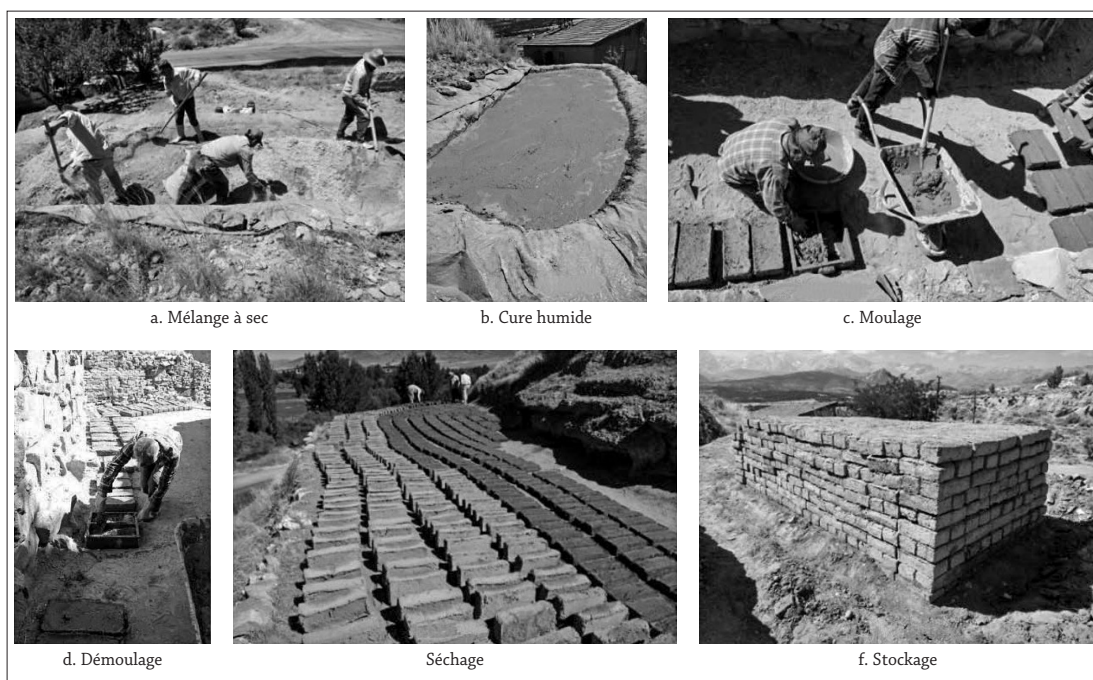 a. Mélange à sec
b. Cure humide
c. Moulage
d. Démoulage
Séchage
f. Stockage